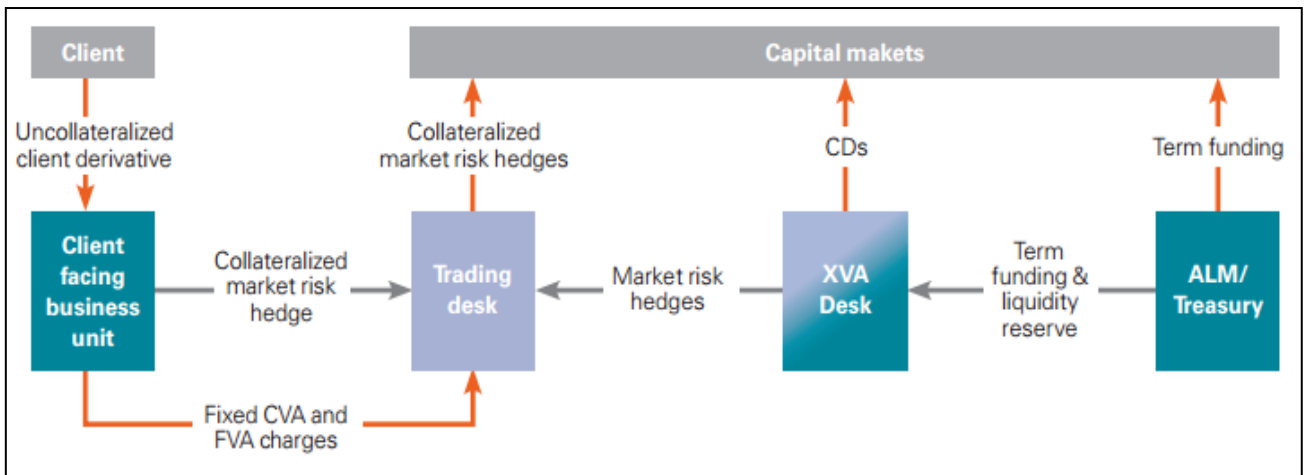 Client
Capital makets
Uncollateralized
client derivative
Collateralized
market risk hedges
CDs
Term funding
Client
facing
business
unit
Collateralized
market risk
hedge
Trading
desk
Market risk
hedges
XVA
Desk
Term
funding &
liquidity
reserve
ALM/
Treasury
Fixed CVA and
FVA charges